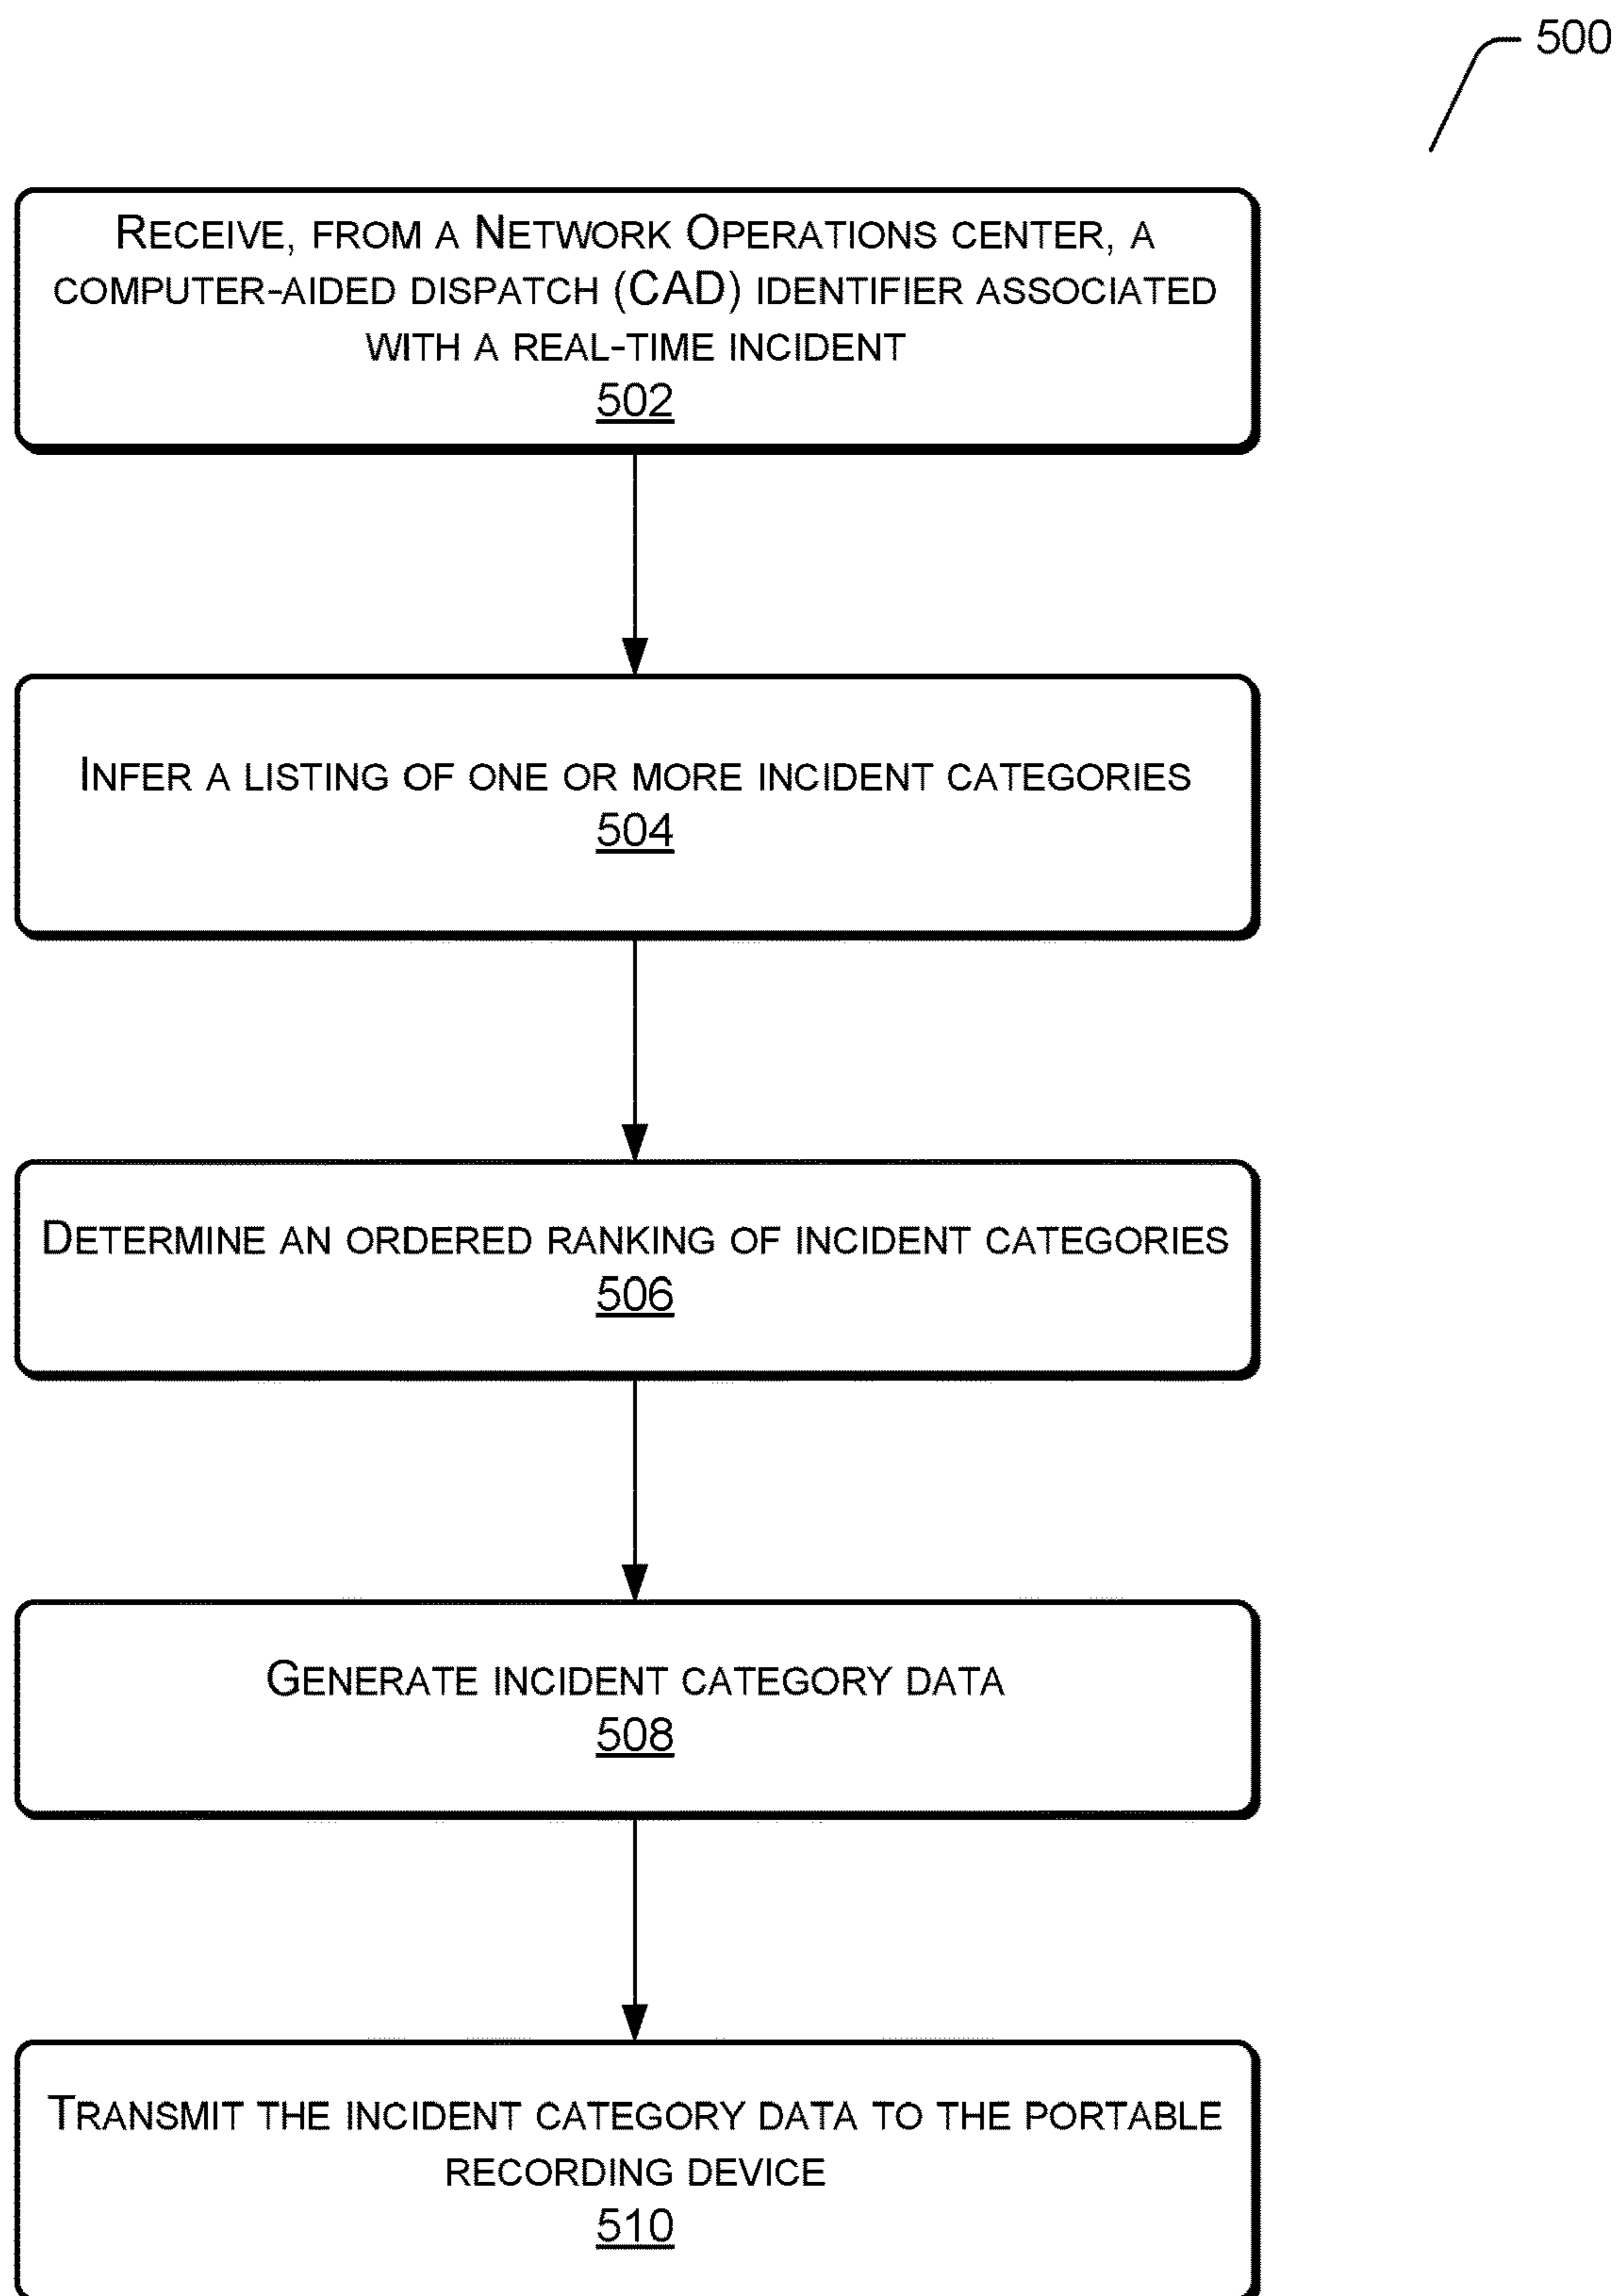 500
Receive, from a Network Operations center, a
computer-aided dispatch (CAD) identifier associated
with a real-time incident
502
Infer a listing of one or more incident categories
504
Determine an ordered ranking of incident categories
506
Generate incident category data
508
Transmit the incident category data to the portable
recording device
510